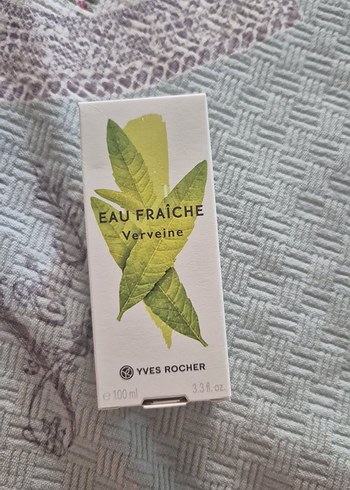 EAU FRAÎCHE
Verveine
YVES ROCHER
℮ 100 ml 3.3 fl. oz.